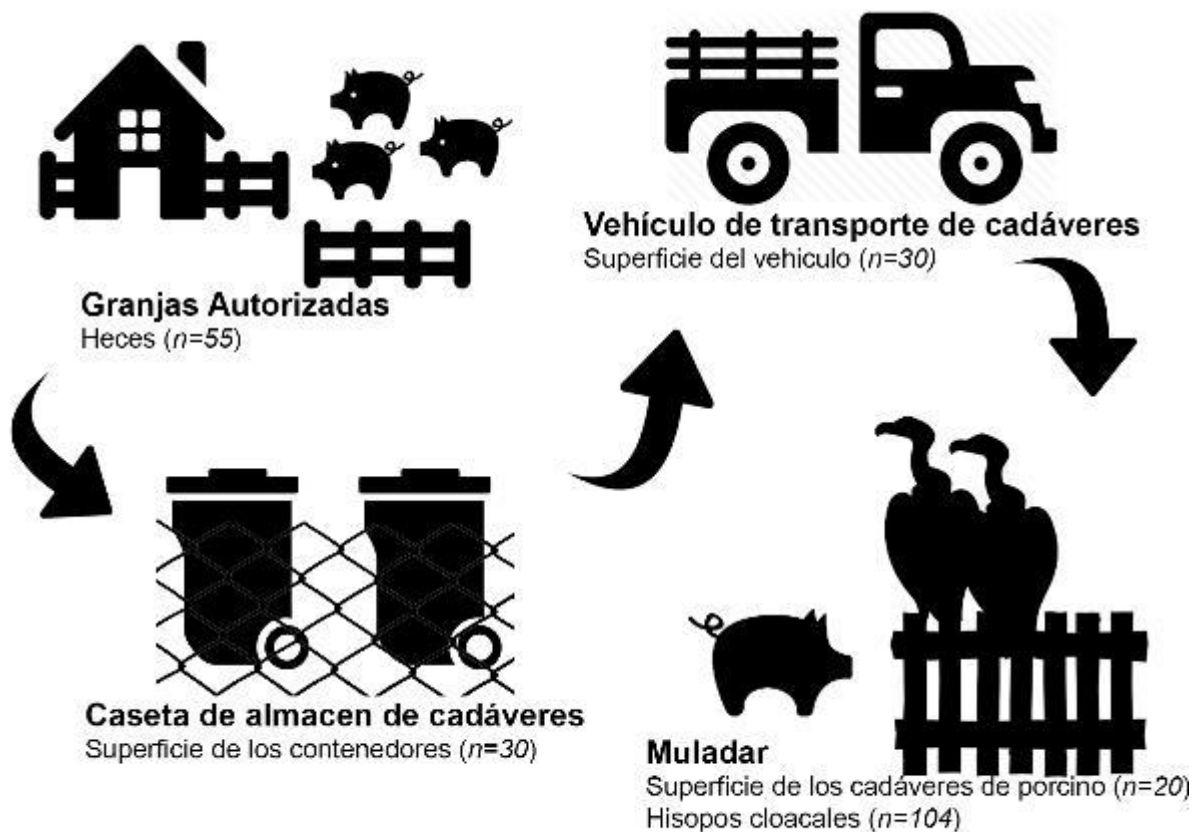 Granjas Autorizadas
Heces (n=55)
Vehículo de transporte de cadáveres
Superficie del vehiculo (n=30)
Caseta de almacen de cadáveres
Superficie de los contenedores (n=30)
Muladar
Superficie de los cadáveres de porcino (n=20)
Hisopos cloacales (n=104)